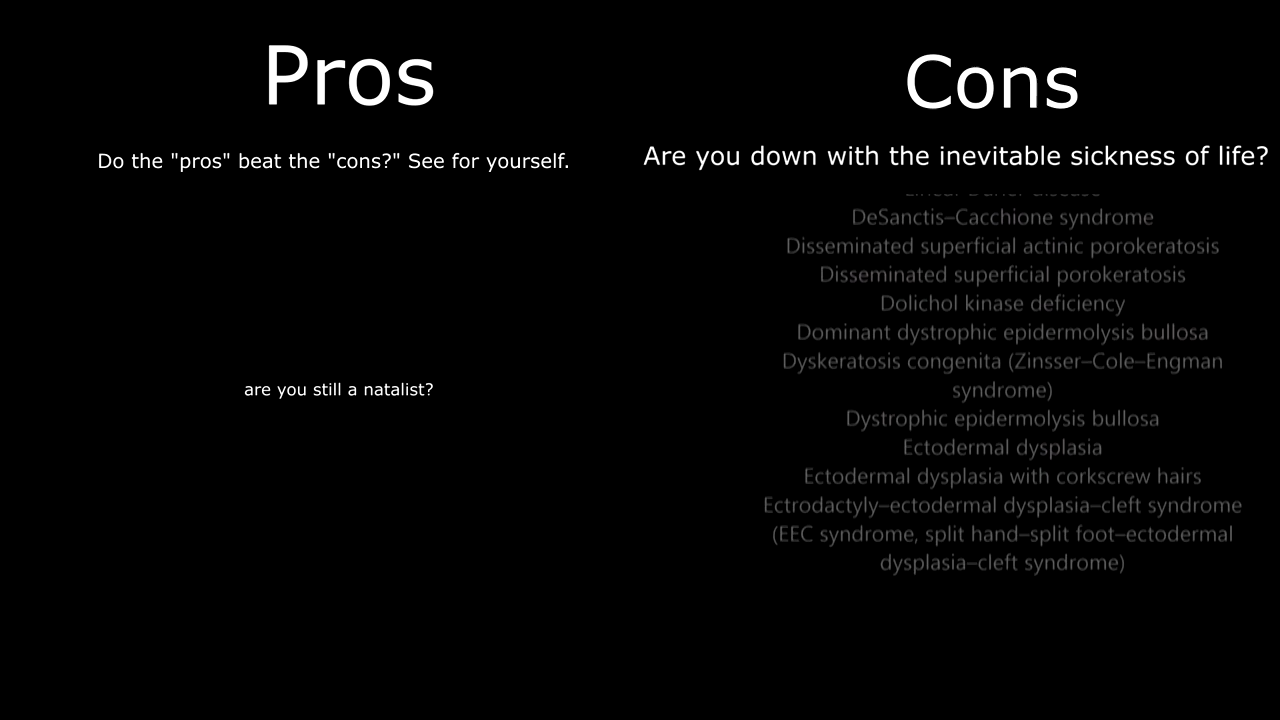 Pros
Do the "pros" beat the "cons?" See for yourself.
are you still a natalist?
Cons
Are you down with the inevitable sickness of life?
DeSanctis–Cacchione syndrome
Disseminated superficial actinic porokeratosis
Disseminated superficial porokeratosis
Dolichol kinase deficiency
Dominant dystrophic epidermolysis bullosa
Dyskeratosis congenita (Zinsser–Cole–Engman
syndrome)
Dystrophic epidermolysis bullosa
Ectodermal dysplasia
Ectodermal dysplasia with corkscrew hairs
Ectrodactyly–ectodermal dysplasia–cleft syndrome
(EEC syndrome, split hand–split foot–ectodermal
dysplasia–cleft syndrome)